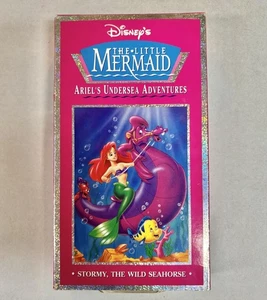 Disney's
THE LITTLE
MERMAID
ARIEL'S UNDERSEA ADVENTURES
• STORMY, THE WILD SEAHORSE •